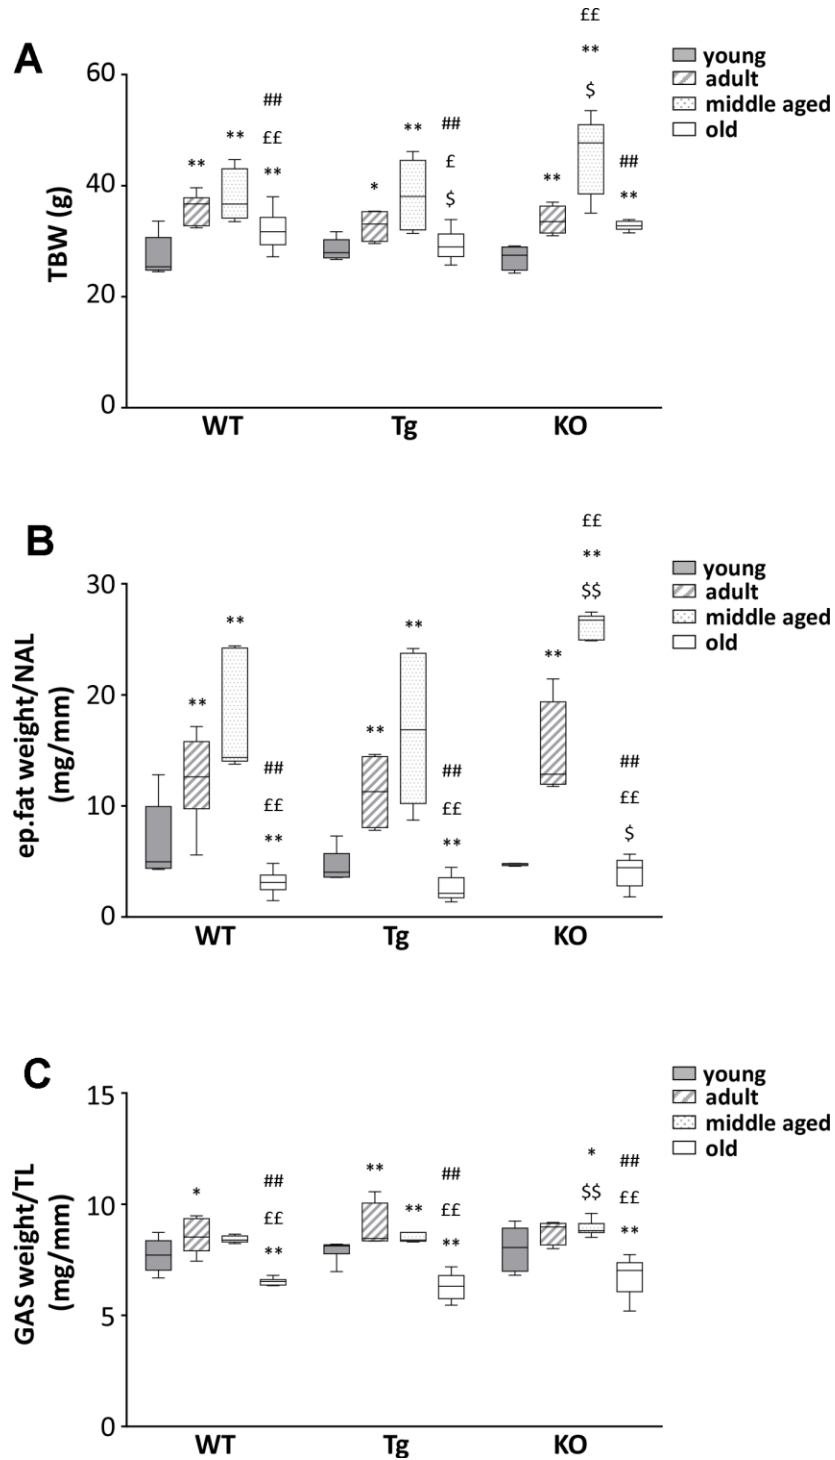 A
££
**
$
young
adult
middle aged
old
60
40
20
0
TBW (g)
**
**
##
££
**
*
**
##
£
$
**
##
**
WT
Tg
KO
B
££
**
$$
young
adult
middle aged
old
30
20
10
0
ep.fat weight/NAL
(mg/mm)
**
**
##
££
**
**
**
##
££
**
**
##
££
$
WT
Tg
KO
C
young
adult
middle aged
old
15
10
5
0
GAS weight/TL
(mg/mm)
*
##
££
**
**
**
##
££
**
*
$$
##
££
**
WT
Tg
KO